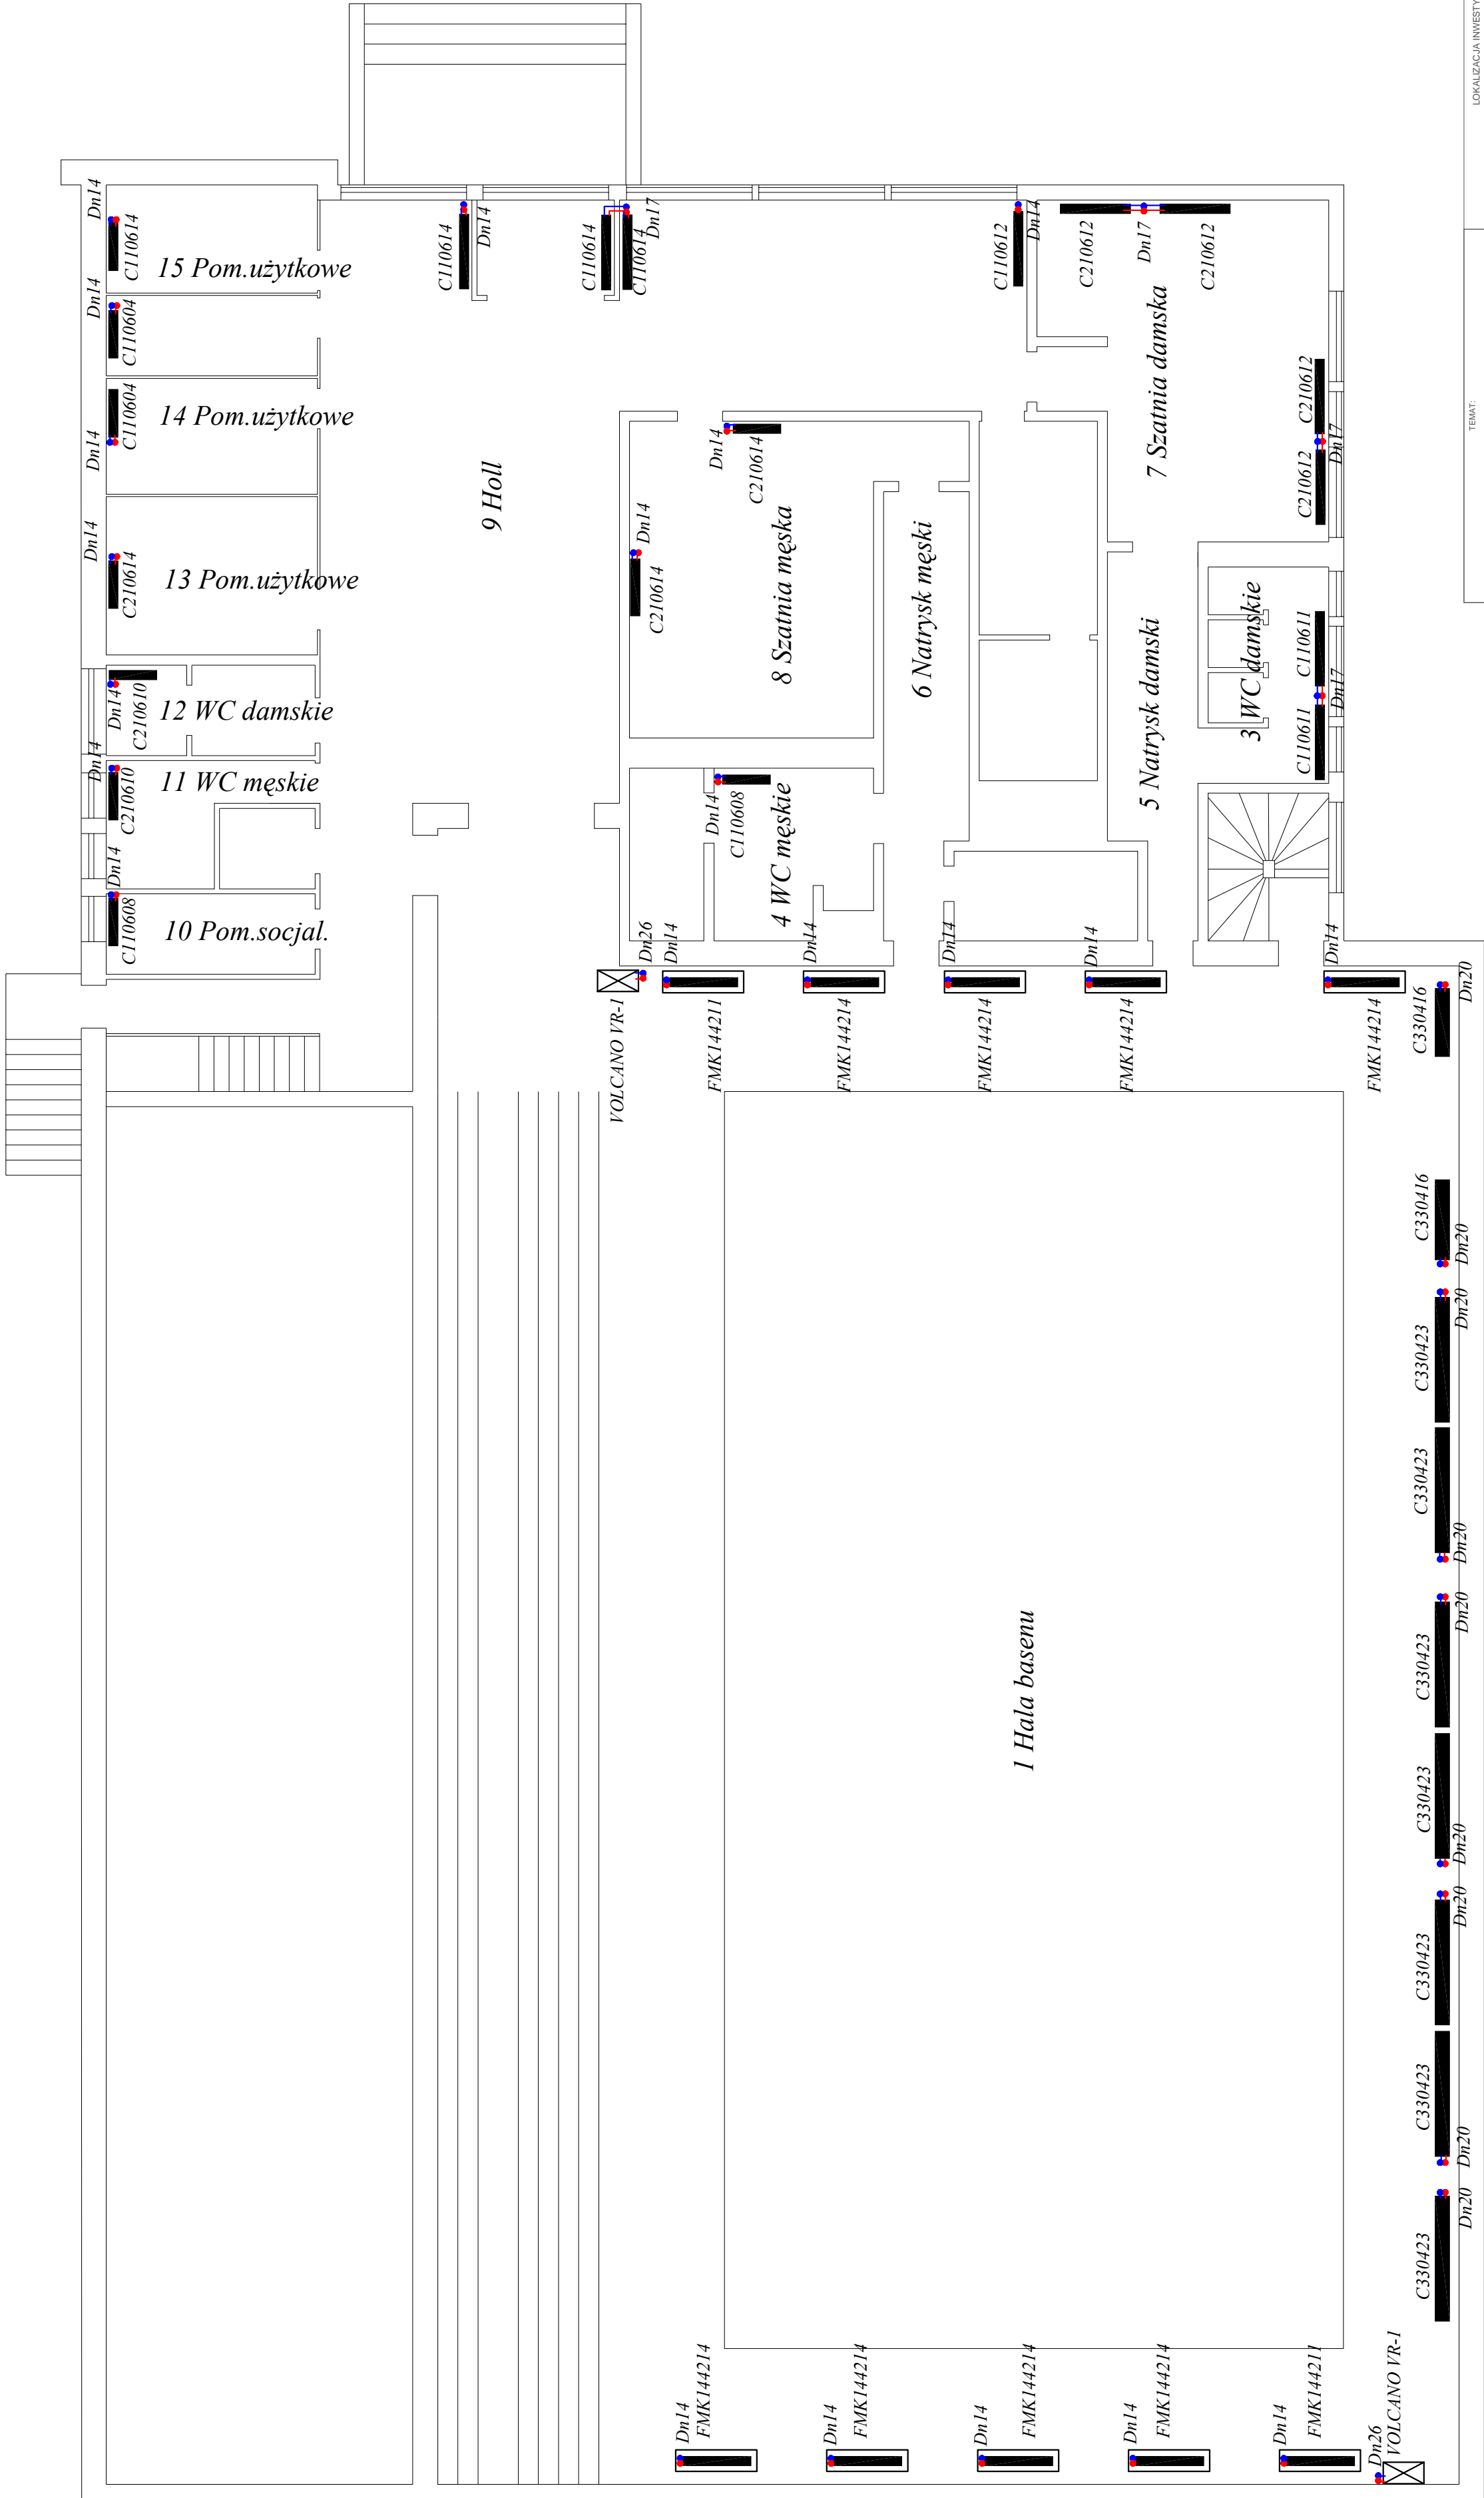 LOKALIZACJA INWESTY
TEMAT:
Dn14
C110614
15 Pom.użytkowe
Dn14
C110604
14 Pom.użytkowe
C110604
Dn14
Dn14
C210614
13 Pom.użytkowe
Dn14
C210610
12 WC damskie
Dn14
C210610
11 WC męskie
Dn14
C110608
10 Pom.socjal.
C110614
Dn14
C110614
C110614
Dn17
9 Holl
C110612
Dn14
C210612
Dn17
C210612
7 Szatnia damska
C210612
C210612
Dn17
Dn14
C210614
Dn14
C210614
8 Szatnia męska
6 Natrysk męski
5 Natrysk damski
3 WC damskie
C110611
C110611
Dn17
Dn14
C110608
4 WC męskie
VOLCANO VR-1
Dn26
Dn14
FMK144211
Dn14
FMK144214
Dn14
FMK144214
Dn14
FMK144214
Dn14
FMK144214
C330416
Dn20
C330416
Dn20
C330423
Dn20
C330423
Dn20
C330423
Dn20
C330423
Dn20
C330423
Dn20
C330423
Dn20
C330423
Dn20
1 Hala basenu
Dn14
FMK144214
Dn14
FMK144214
Dn14
FMK144214
Dn14
FMK144214
Dn14
FMK144211
Dn26
VOLCANO VR-1